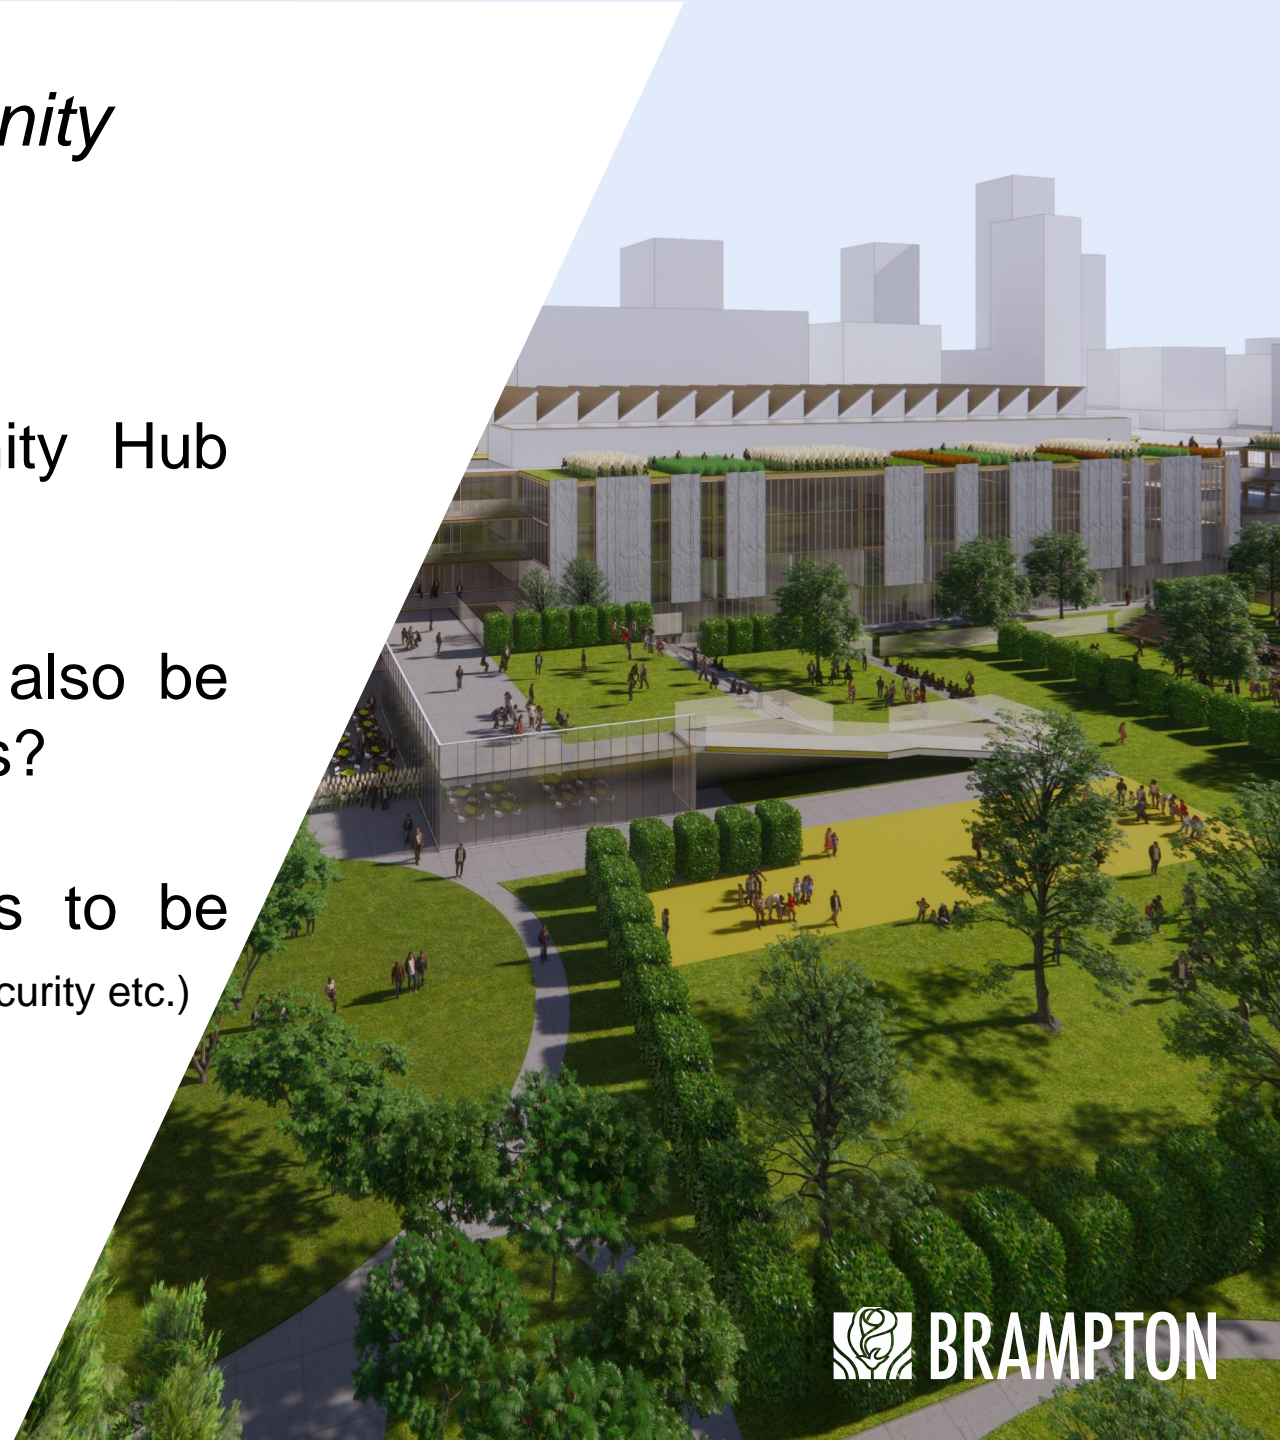 nity
ity Hub
also be
s?
s to be
curity etc.)
BRAMPTON